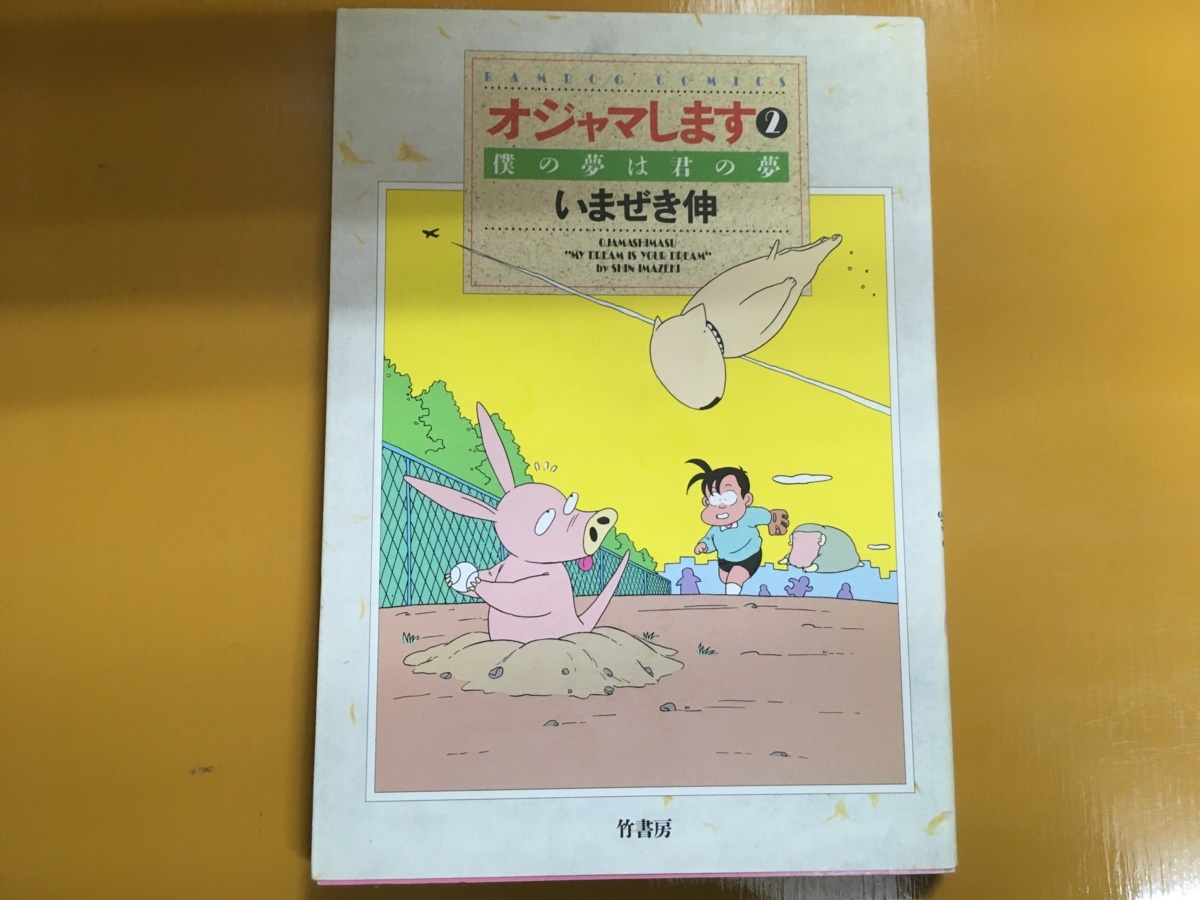 BAMBOO COMICS
オジャマします2
僕の夢は君の夢
いまぜき伸
OJAMASHIMASU
"MY DREAM IS YOUR DREAM"
by SHIN IMAZEKI
竹書房